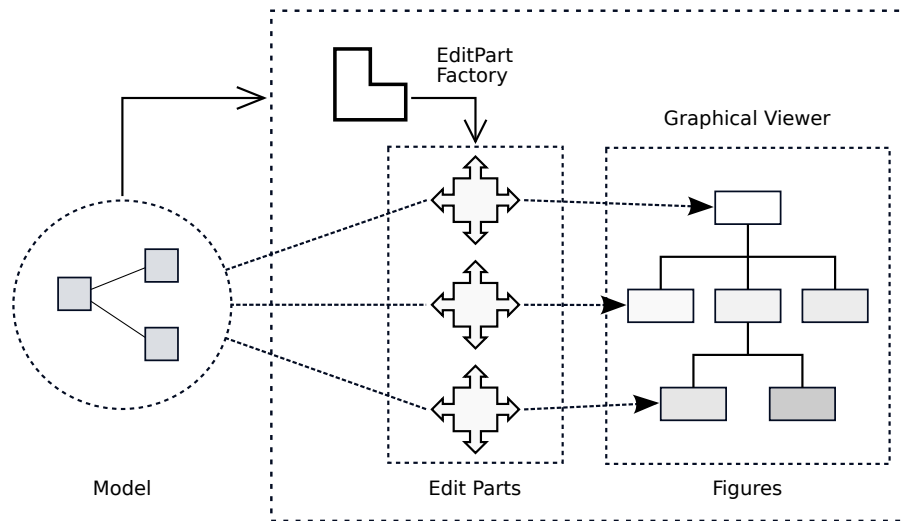 EditPart
Factory
Graphical Viewer
Model
Edit Parts
Figures